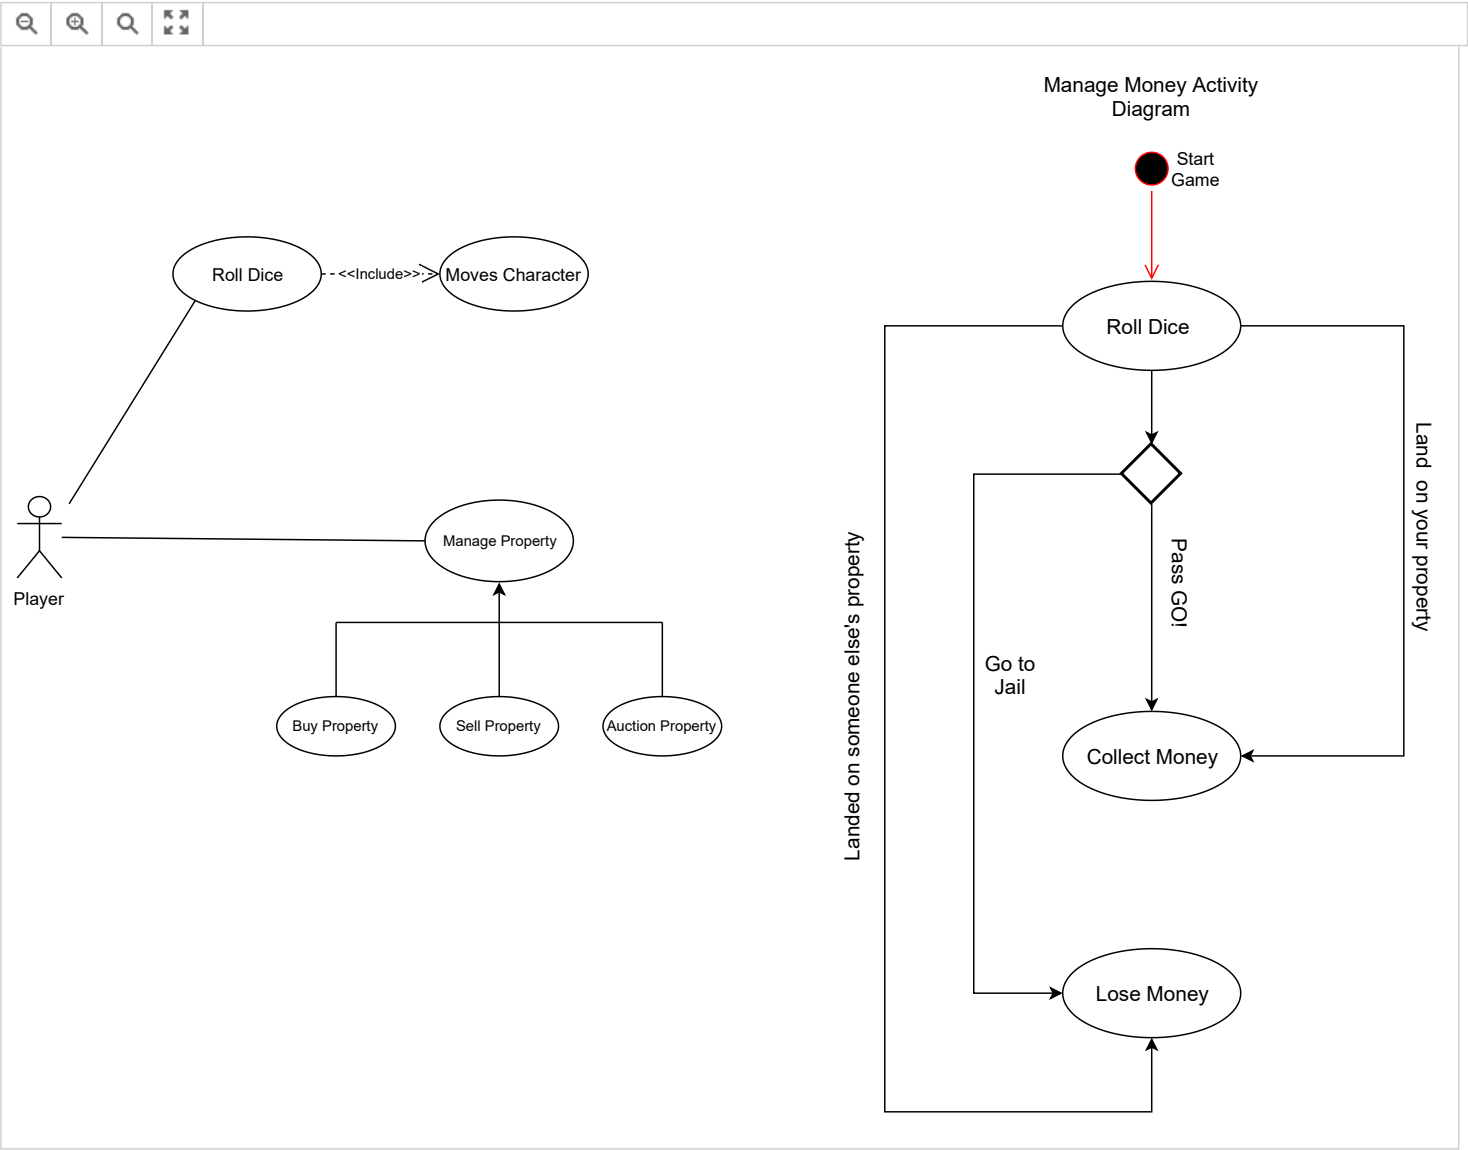 Manage Money Activity
Diagram
Start
Game
Roll Dice
<<Include>>
Moves Character
Roll Dice
Land on your property
Manage Property
Pass GO!
Landed on someone else's property
Player
Go to
Jail
Buy Property
Sell Property
Auction Property
Collect Money
Lose Money